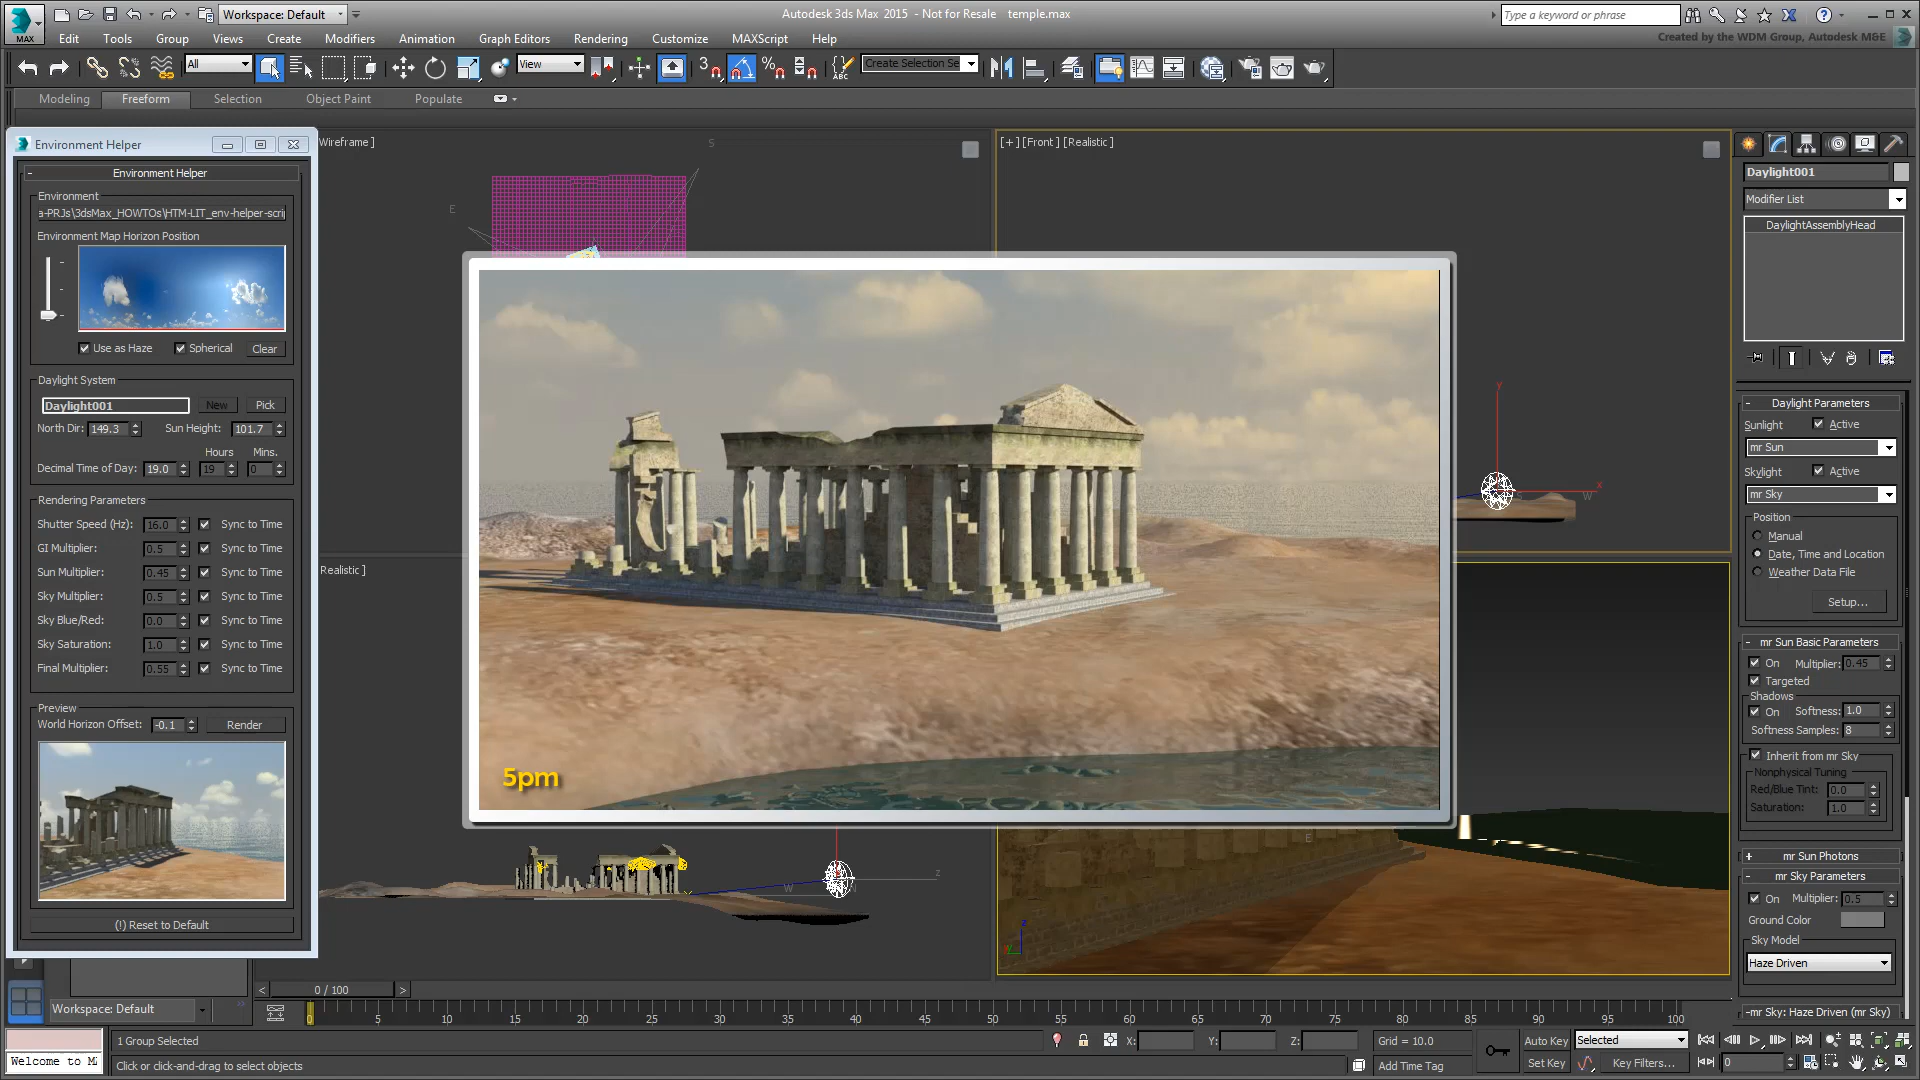 Workspace: Default
Autodesk 3ds Max 2015 - Not for Resale temple.max
Type a keyword or phrase
MAX
Edit Tools Group Views Create Modifiers Animation Graph Editors Rendering Customize MAXScript Help
Created by the WDM Group, Autodesk M&E
All
View
3
ABC
Create Selection Se
Modeling Freeform Selection Object Paint Populate
Environment Helper
- Environment Helper
Environment
a-PRJs\3dsMax_HOWTOs\HTM-LIT_env-helper-scrip
Environment Map Horizon Position
Use as Haze Spherical Clear
Daylight System
Daylight001 New Pick
North Dir: 149.3 Sun Height: 101.7
Hours Mins.
Decimal Time of Day: 19.0 19 0
Rendering Parameters
Shutter Speed (Hz): 16.0 Sync to Time
GI Multiplier: 0.5 Sync to Time
Sun Multiplier: 0.45 Sync to Time
Sky Multiplier: 0.5 Sync to Time
Sky Blue/Red: 0.0 Sync to Time
Sky Saturation: 1.0 Sync to Time
Final Multiplier: 0.55 Sync to Time
Preview
World Horizon Offset: -0.1 Render
(!) Reset to Default
Wireframe ]
S
E
[+] [Front ] [Realistic ]
y
x
W
Realistic ]
5pm
W
z
E
z
Daylight001
Modifier List
DaylightAssemblyHead
- Daylight Parameters
Sunlight Active
mr Sun
Skylight Active
mr Sky
Position
Manual
Date, Time and Location
Weather Data File
Setup...
- mr Sun Basic Parameters
On Multiplier: 0.45
Targeted
Shadows
On Softness: 1.0
Softness Samples: 8
Inherit from mr Sky
Nonphysical Tuning
Red/Blue Tint: 0.0
Saturation: 1.0
+ mr Sun Photons
- mr Sky Parameters
On Multiplier: 0.5
Ground Color
Sky Model
Haze Driven
-mr Sky: Haze Driven (mr Sky)
< 0 / 100 >
Workspace: Default
0 5 10 15 20 25 30 35 40 45 50 55 60 65 70 75 80 85 90 95 100
1 Group Selected
X: Y: Z: Grid = 10.0
Auto Key Selected
Welcome to M
Click or click-and-drag to select objects
Add Time Tag
Set Key Key Filters... 0